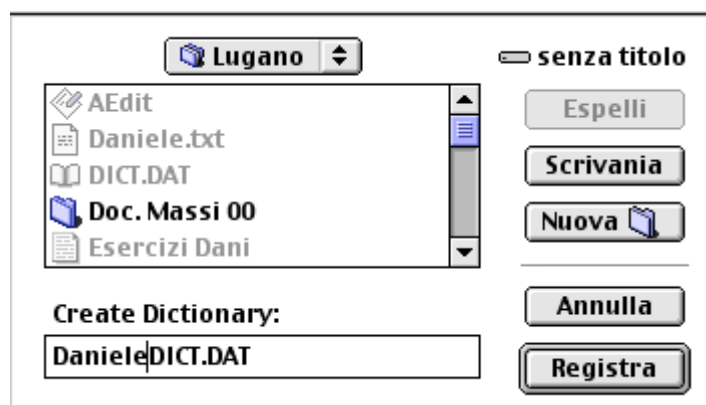 Lugano
senza titolo
AEdit
Daniele.txt
DICT.DAT
Doc. Massi 00
Esercizi Dani
Espelli
Scrivania
Nuova
Create Dictionary:
DanieleDICT.DAT
Annulla
Registra